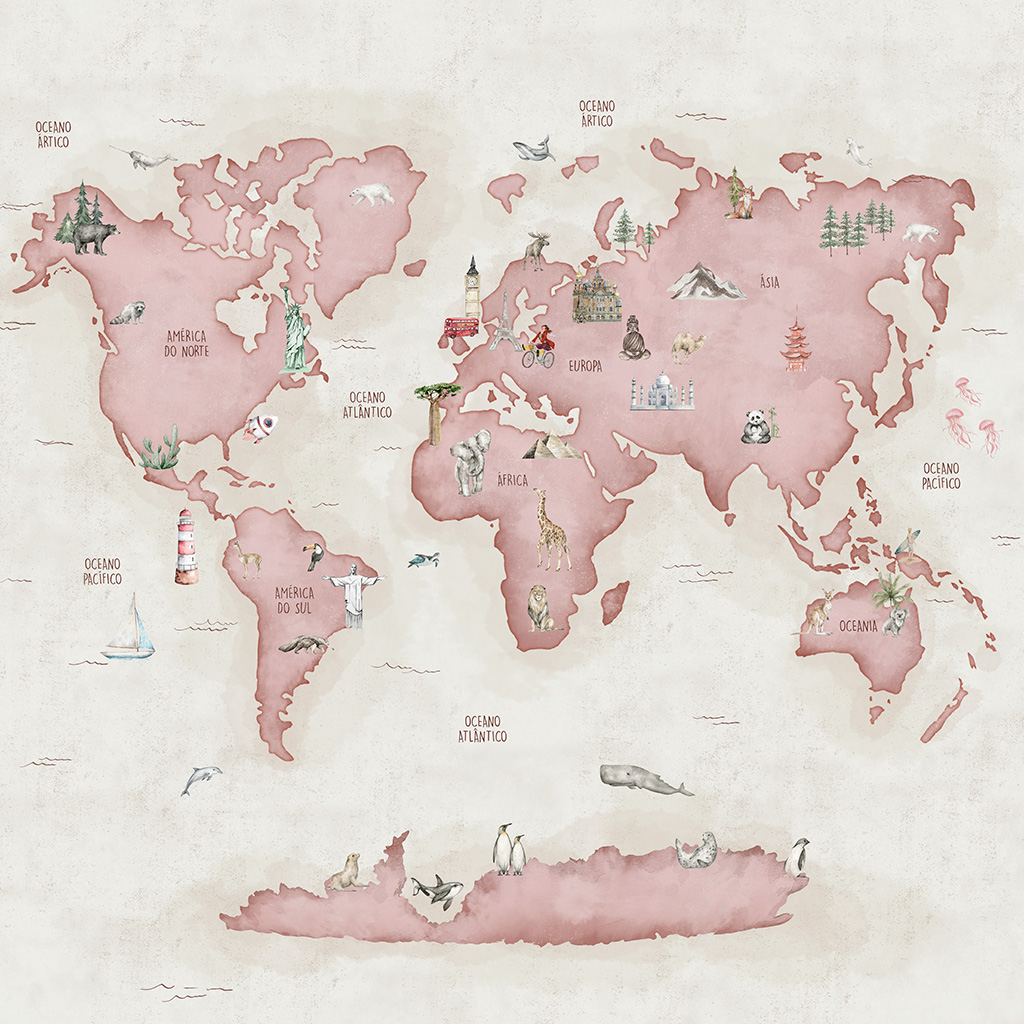 OCEANO
ÁRTICO
OCEANO
ÁRTICO
ÁSIA
AMÉRICA
DO NORTE
EUROPA
OCEANO
ATLÂNTICO
OCEANO
PACÍFICO
ÁFRICA
OCEANO
PACÍFICO
AMÉRICA
DO SUL
OCEANIA
OCEANO
ATLÂNTICO